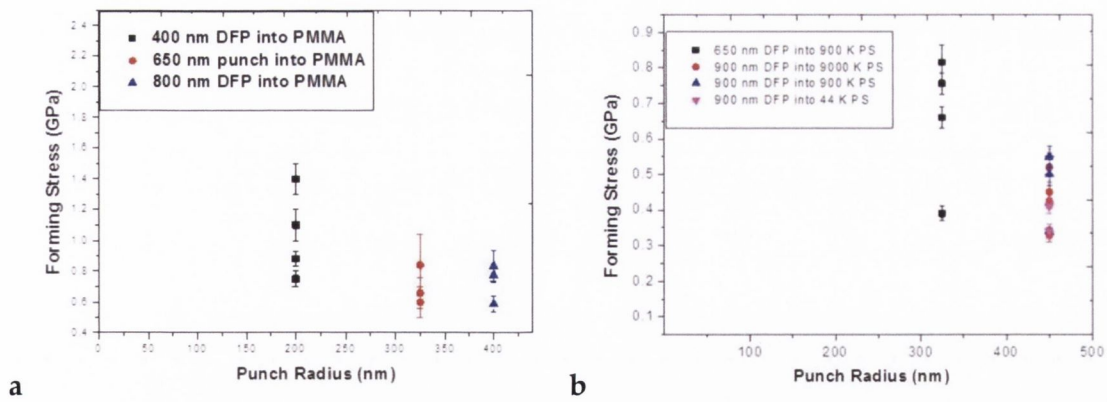 400 nm DFP into PMMA
650 nm punch into PMMA
800 nm DFP into PMMA
Forming Stress (GPa)
2.4
2.2
2.0
1.8
1.6
1.4
1.2
1.0
0.8
0.6
0.4
0 50 100 150 200 250 300 350 400
Punch Radius (nm)
a
650 nm DFP into 900 K PS
900 nm DFP into 9000 K PS
900 nm DFP into 900 K PS
900 nm DFP into 44 K PS
Forming Stress (GPa)
0.9
0.8
0.7
0.6
0.5
0.4
0.3
0.2
0.1
100 200 300 400 500
Punch Radius (nm)
b